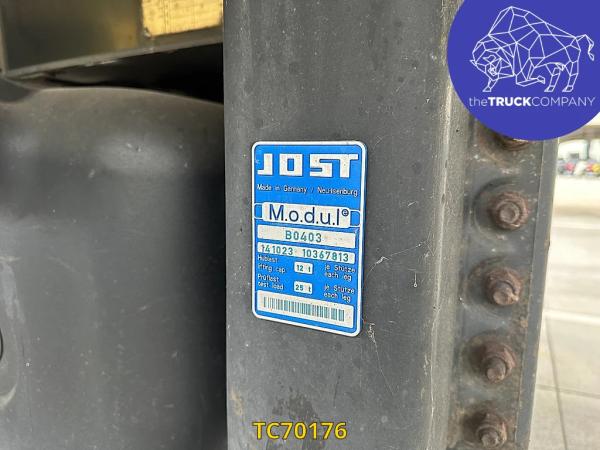 theTRUCKCOMPANY
JOST
Made in Germany / Neu-Isenburg
M.o.d.u.l®
B0403
141023 10367813
Hublast 12 t je Stütze
lifting cap. each leg
Prüflast 25 t je Stütze
test load each leg
TC70176